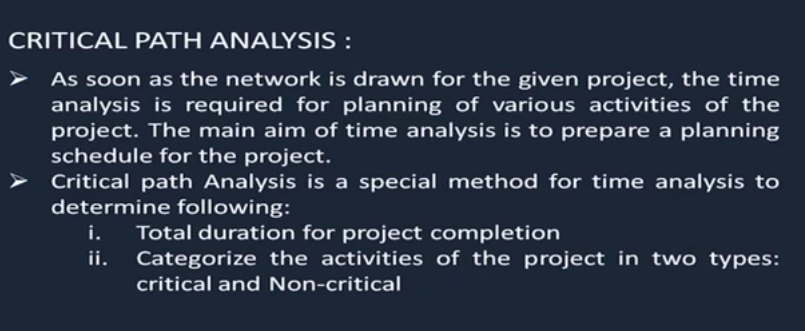 CRITICAL PATH ANALYSIS :
➢ As soon as the network is drawn for the given project, the time
analysis is required for planning of various activities of the
project. The main aim of time analysis is to prepare a planning
schedule for the project.
➢ Critical path Analysis is a special method for time analysis to
determine following:
i. Total duration for project completion
ii. Categorize the activities of the project in two types:
critical and Non-critical